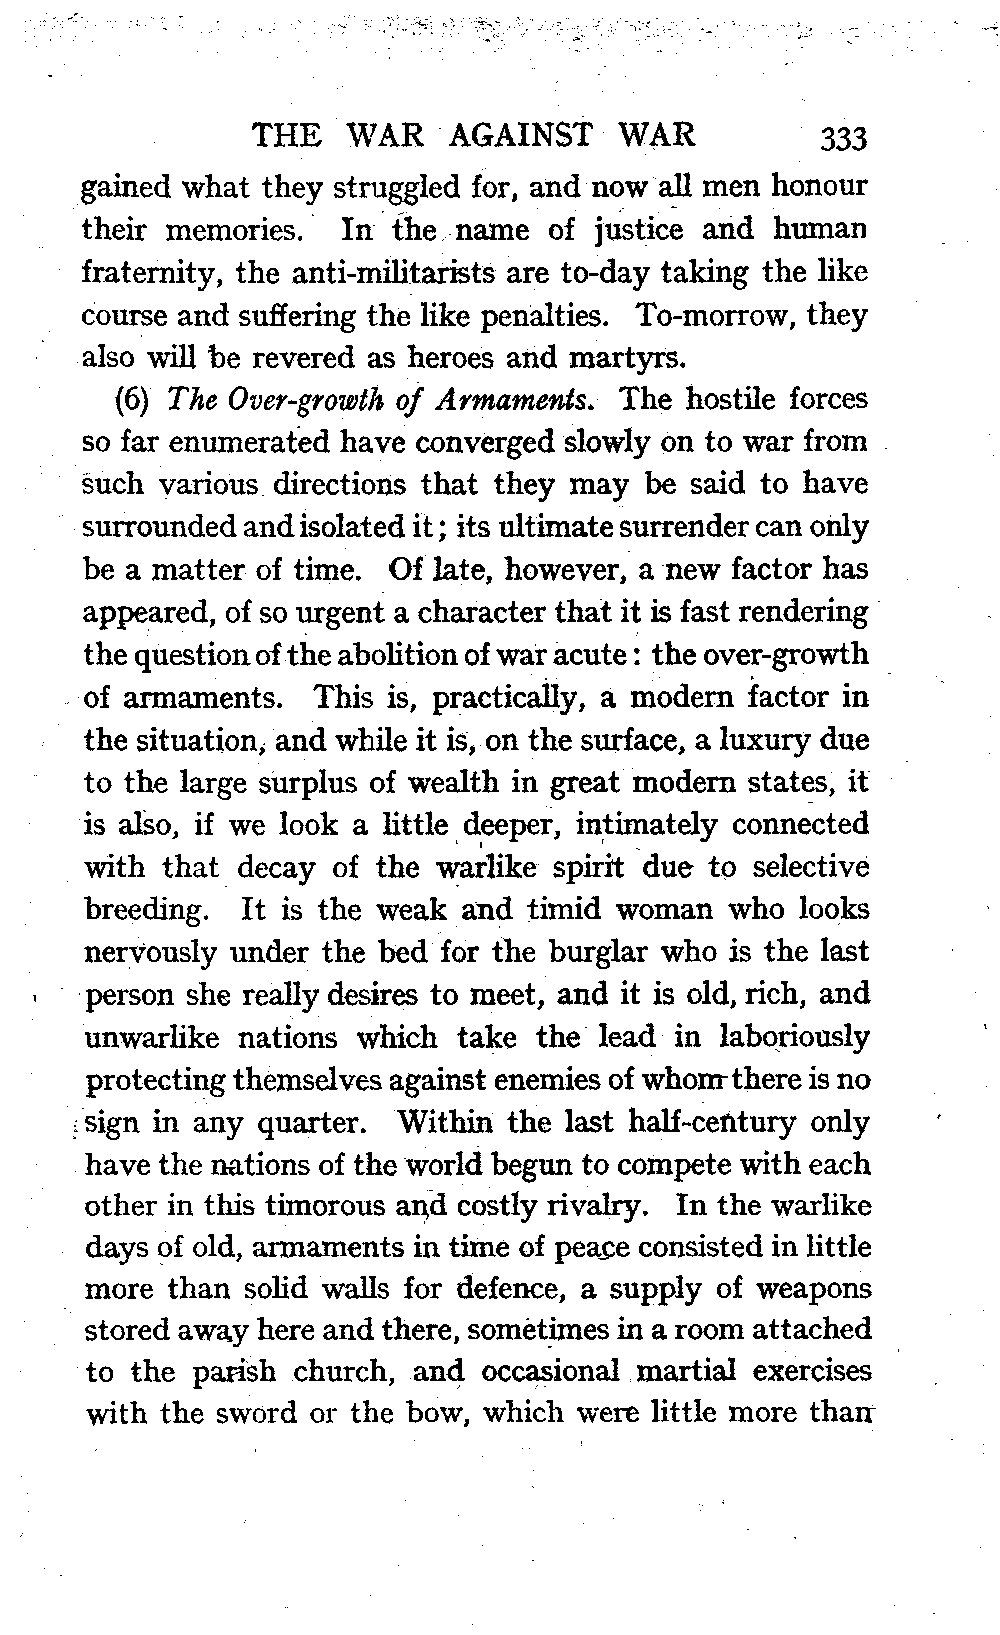 THE WAR AGAINST WAR 333
gained what they struggled for, and now all men honour
their memories. In the name of justice and human
fraternity, the anti-militarists are to-day taking the like
course and suffering the like penalties. To-morrow, they
also will be revered as heroes and martyrs.
(6) The Over-growth of Armaments. The hostile forces
so far enumerated have converged slowly on to war from
such various directions that they may be said to have
surrounded and isolated it; its ultimate surrender can only
be a matter of time. Of late, however, a new factor has
appeared, of so urgent a character that it is fast rendering
the question of the abolition of war acute: the over-growth
of armaments. This is, practically, a modern factor in
the situation, and while it is, on the surface, a luxury due
to the large surplus of wealth in great modern states, it
is also, if we look a little deeper, intimately connected
with that decay of the warlike spirit due to selective
breeding. It is the weak and timid woman who looks
nervously under the bed for the burglar who is the last
person she really desires to meet, and it is old, rich, and
unwarlike nations which take the lead in laboriously
protecting themselves against enemies of whom there is no
sign in any quarter. Within the last half-century only
have the nations of the world begun to compete with each
other in this timorous and costly rivalry. In the warlike
days of old, armaments in time of peace consisted in little
more than solid walls for defence, a supply of weapons
stored away here and there, sometimes in a room attached
to the parish church, and occasional martial exercises
with the sword or the bow, which were little more than